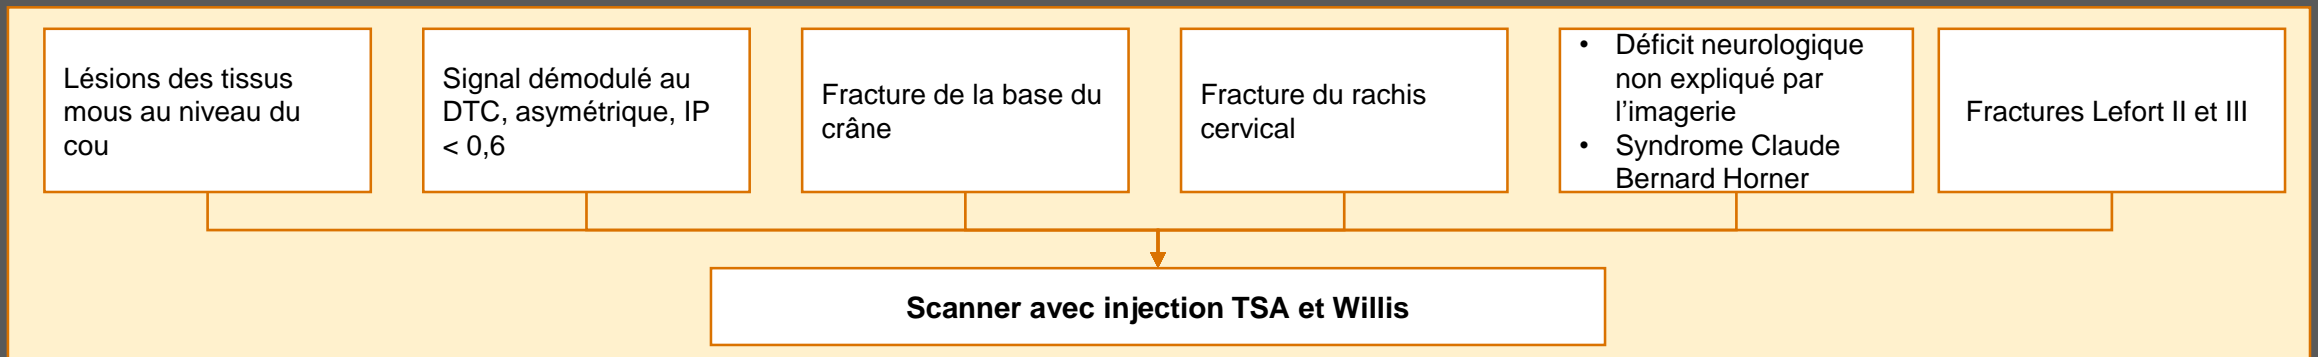 Lésions des tissus
mous au niveau du
cou
Signal démodulé au
DTC, asymétrique, IP
< 0,6
Fracture de la base du
crâne
Fracture du rachis
cervical
• Déficit neurologique
non expliqué par
l'imagerie
• Syndrome Claude
Bernard Horner
Fractures Lefort II et III
Scanner avec injection TSA et Willis